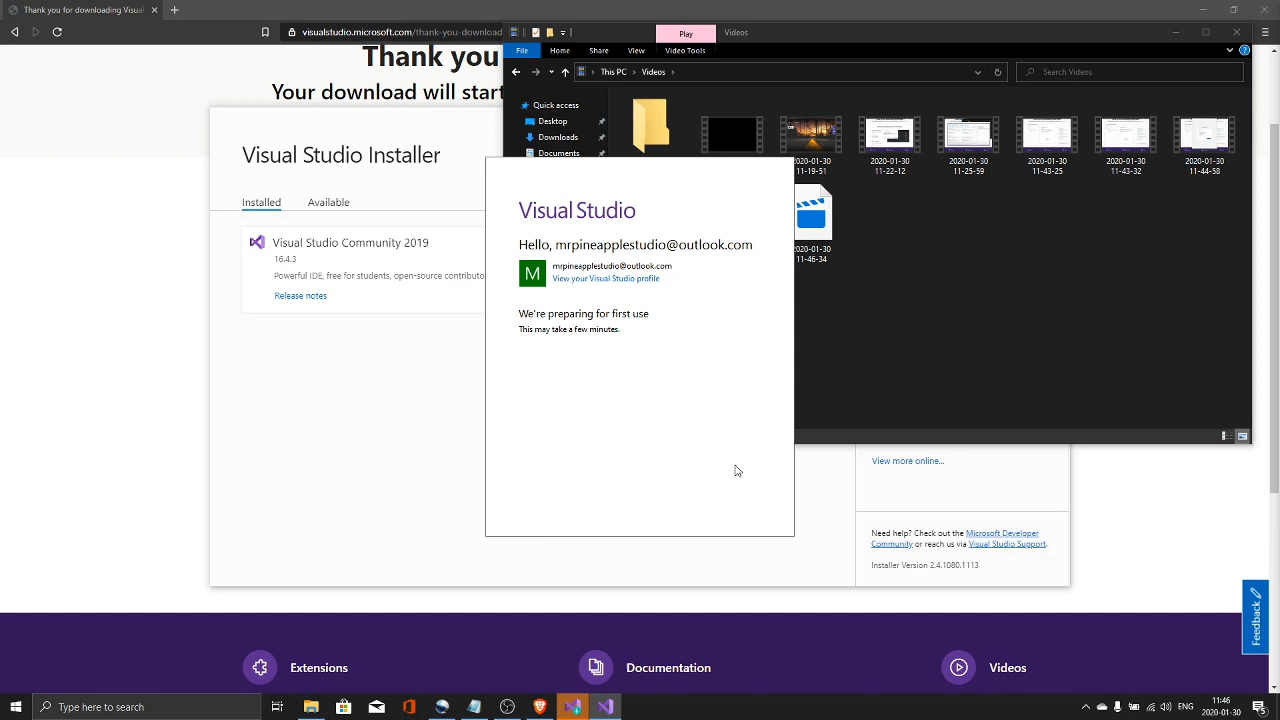 Thank you for downloading Visual
visualstudio.microsoft.com/thank-you-download
Play
Videos
File
Home
Share
View
Video Tools
This PC
Videos
Search Videos
Quick access
Desktop
Downloads
Documents
2020-01-30
11-19-51
2020-01-30
11-22-12
2020-01-30
11-25-59
2020-01-30
11-43-25
2020-01-30
11-43-32
2020-01-30
11-44-58
2020-01-30
11-46-34
Thank you
Your download will start
Visual Studio Installer
Installed
Available
Visual Studio Community 2019
16.4.3
Powerful IDE, free for students, open-source contributo
Release notes
Visual Studio
Hello, mrpineapplestudio@outlook.com
M
mrpineapplestudio@outlook.com
View your Visual Studio profile
We're preparing for first use
This may take a few minutes.
View more online...
Need help? Check out the Microsoft Developer
Community or reach us via Visual Studio Support.
Installer Version 2.4.1080.1113
Feedback
Extensions
Documentation
Videos
Type here to search
ENG
11:46
2020-01-30